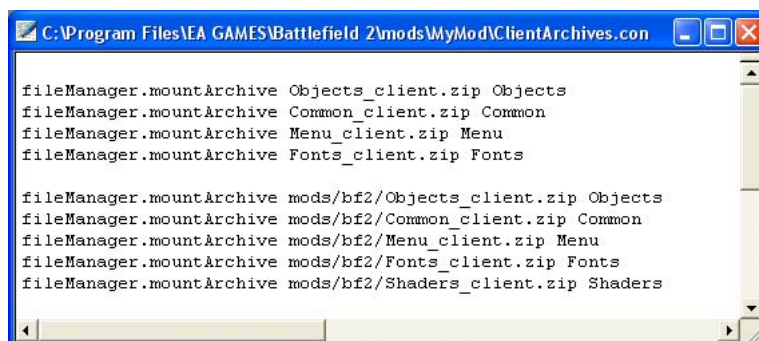 C:\Program Files\EA GAMES\Battlefield 2\mods\MyMod\ClientArchives.con
fileManager.mountArchive Objects_client.zip Objects
fileManager.mountArchive Common_client.zip Common
fileManager.mountArchive Menu_client.zip Menu
fileManager.mountArchive Fonts_client.zip Fonts
fileManager.mountArchive mods/bf2/Objects_client.zip Objects
fileManager.mountArchive mods/bf2/Common_client.zip Common
fileManager.mountArchive mods/bf2/Menu_client.zip Menu
fileManager.mountArchive mods/bf2/Fonts_client.zip Fonts
fileManager.mountArchive mods/bf2/Shaders_client.zip Shaders